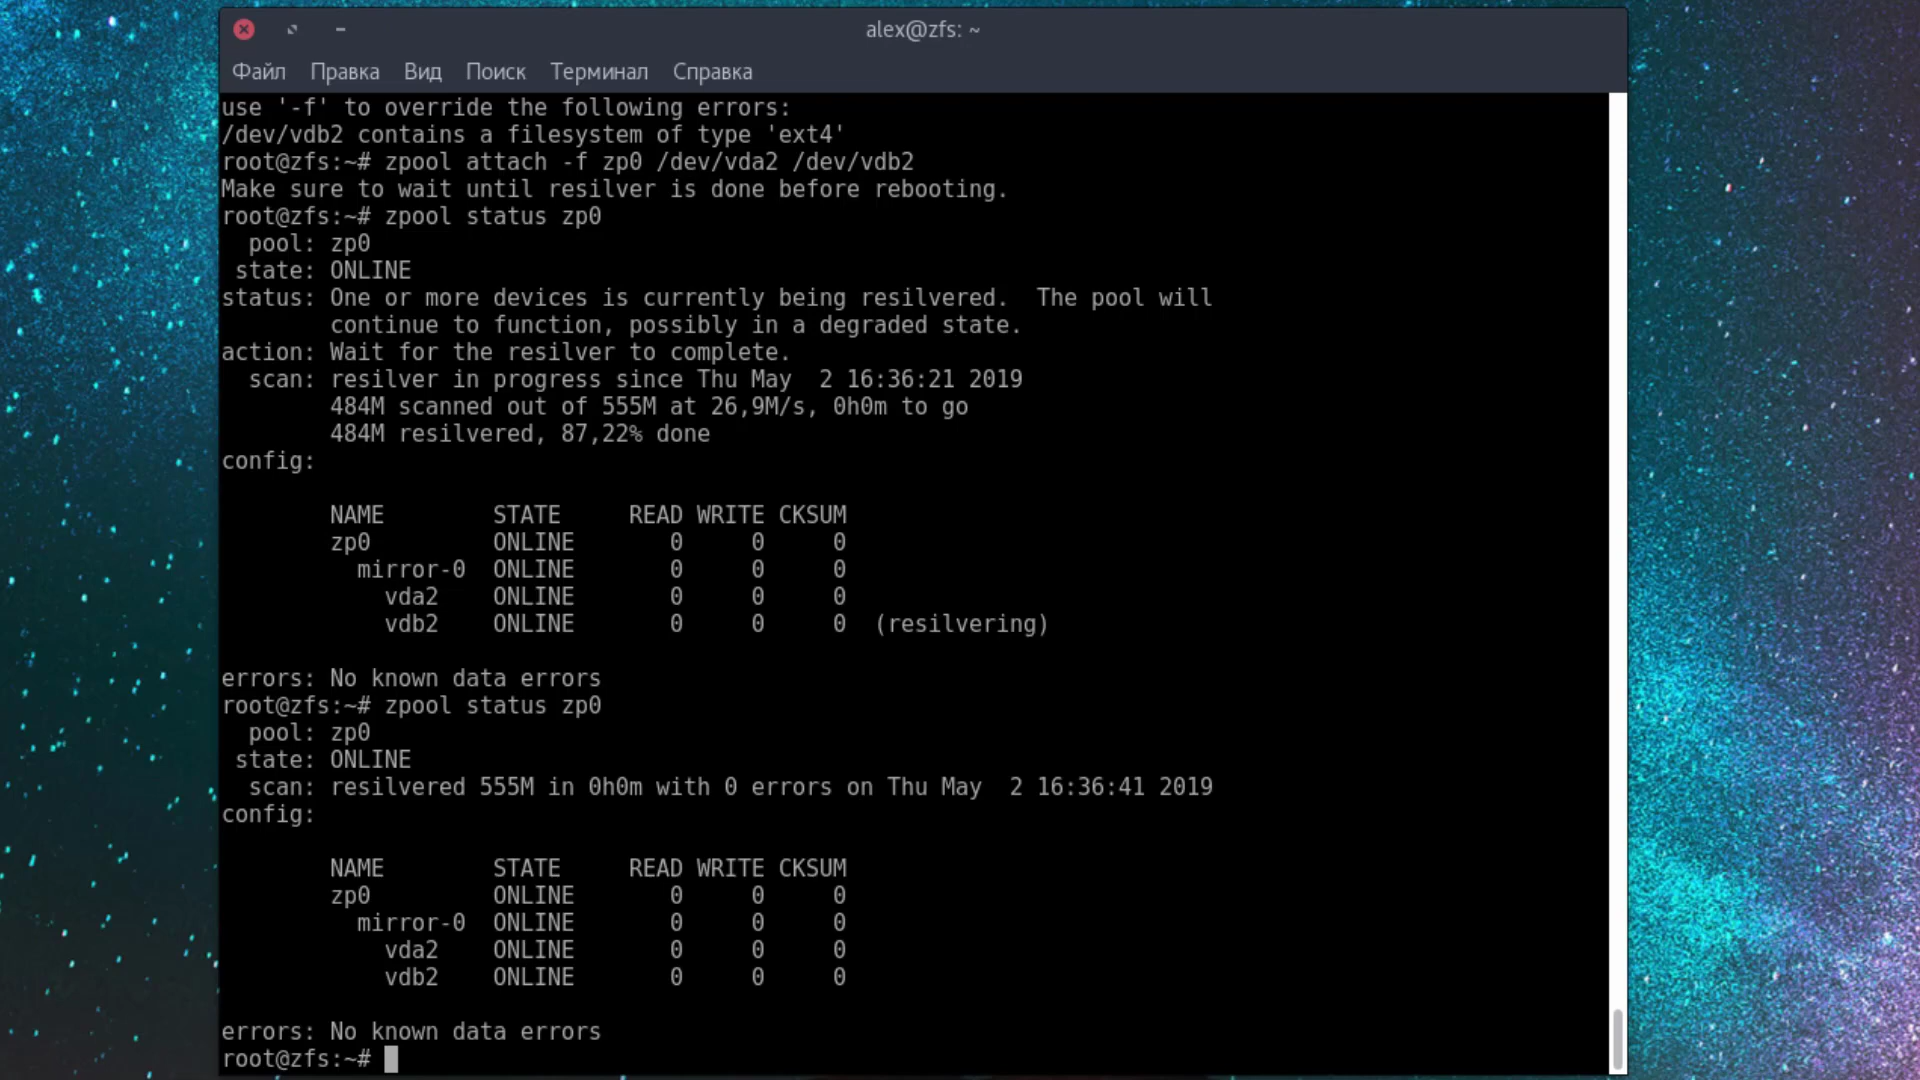 alex@zfs: ~
Файл Правка Вид Поиск Терминал Справка
use '-f' to override the following errors:
/dev/vdb2 contains a filesystem of type 'ext4'
root@zfs:~# zpool attach -f zp0 /dev/vda2 /dev/vdb2
Make sure to wait until resilver is done before rebooting.
root@zfs:~# zpool status zp0
  pool: zp0
 state: ONLINE
status: One or more devices is currently being resilvered.  The pool will
        continue to function, possibly in a degraded state.
action: Wait for the resilver to complete.
  scan: resilver in progress since Thu May  2 16:36:21 2019
        484M scanned out of 555M at 26,9M/s, 0h0m to go
        484M resilvered, 87,22% done
config:
        NAME        STATE     READ WRITE CKSUM
        zp0         ONLINE       0     0     0
          mirror-0  ONLINE       0     0     0
            vda2    ONLINE       0     0     0
            vdb2    ONLINE       0     0     0  (resilvering)
errors: No known data errors
root@zfs:~# zpool status zp0
  pool: zp0
 state: ONLINE
  scan: resilvered 555M in 0h0m with 0 errors on Thu May  2 16:36:41 2019
config:
        NAME        STATE     READ WRITE CKSUM
        zp0         ONLINE       0     0     0
          mirror-0  ONLINE       0     0     0
            vda2    ONLINE       0     0     0
            vdb2    ONLINE       0     0     0
errors: No known data errors
root@zfs:~#